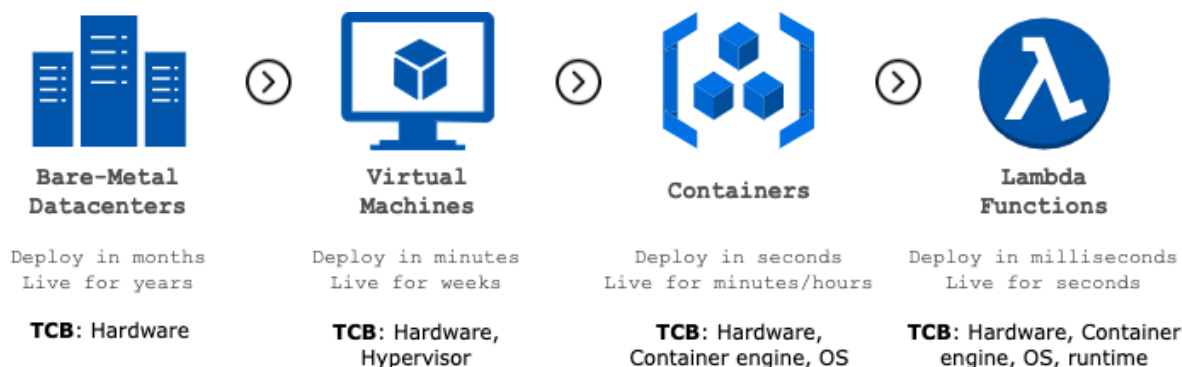 Bare-Metal
Datacenters
Deploy in months
Live for years
TCB: Hardware
Virtual
Machines
Deploy in minutes
Live for weeks
TCB: Hardware,
Hypervisor
Containers
Deploy in seconds
Live for minutes/hours
TCB: Hardware,
Container engine, OS
Lambda
Functions
Deploy in milliseconds
Live for seconds
TCB: Hardware, Container
engine, OS, runtime